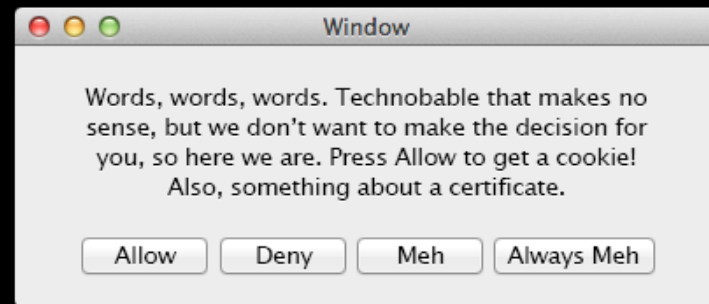 Window
Words, words, words. Technobable that makes no
sense, but we don't want to make the decision for
you, so here we are. Press Allow to get a cookie!
Also, something about a certificate.
Allow Deny Meh Always Meh